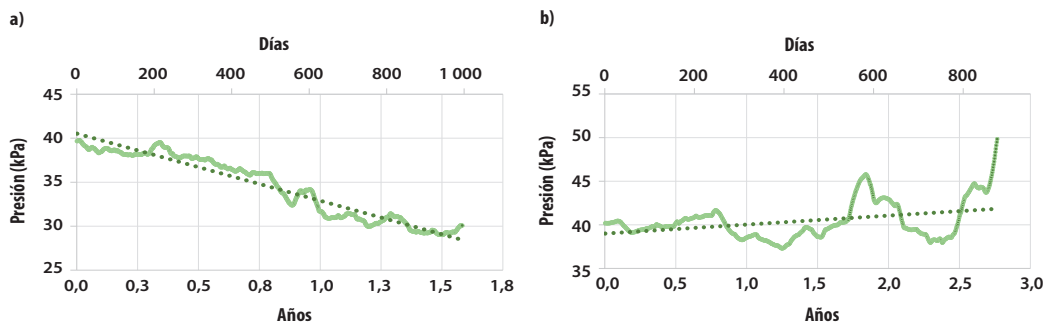 a)
Días
0 200 400 600 800 1 000
45
40
35
30
25
Presión (kPa)
0,0 0,3 0,5 0,8 1,0 1,3 1,5 1,8
Años
b)
Días
0 200 400 600 800
55
50
45
40
35
Presión (kPa)
0,0 0,5 1,0 1,5 2,0 2,5 3,0
Años